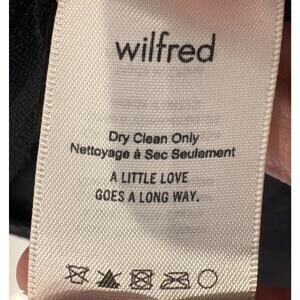 wilfred
Dry Clean Only
Nettoyage à Sec Seulement
A LITTLE LOVE
GOES A LONG WAY.